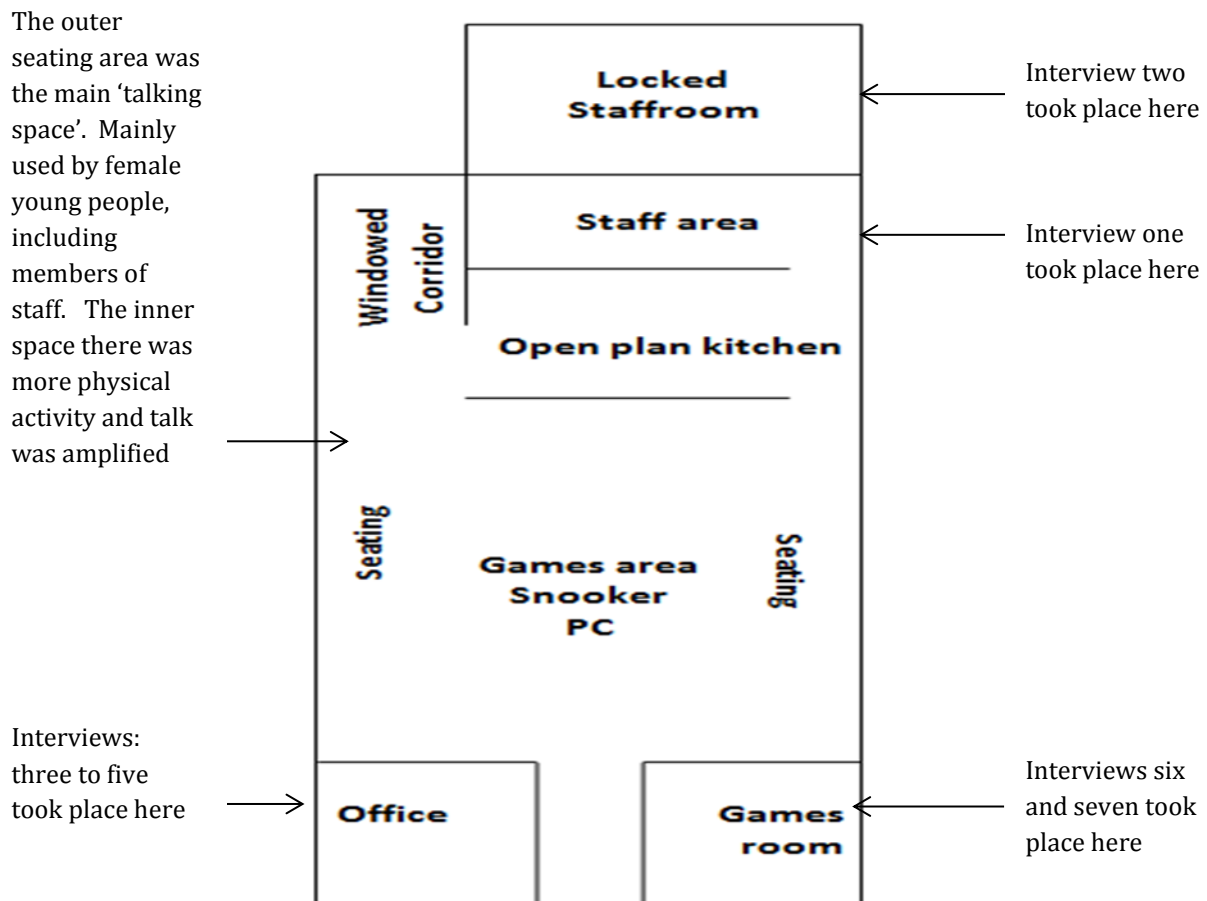 The outer
seating area was
the main ‘talking
space’.  Mainly
used by female
young people,
including
members of
staff.   The inner
space there was
more physical
activity and talk
was amplified
Locked
Staffroom
Interview two
took place here
Windowed
Corridor
Staff area
Interview one
took place here
Open plan kitchen
Seating
Games area
Snooker
PC
Seating
Interviews:
three to five
took place here
Office
Games
room
Interviews six
and seven took
place here